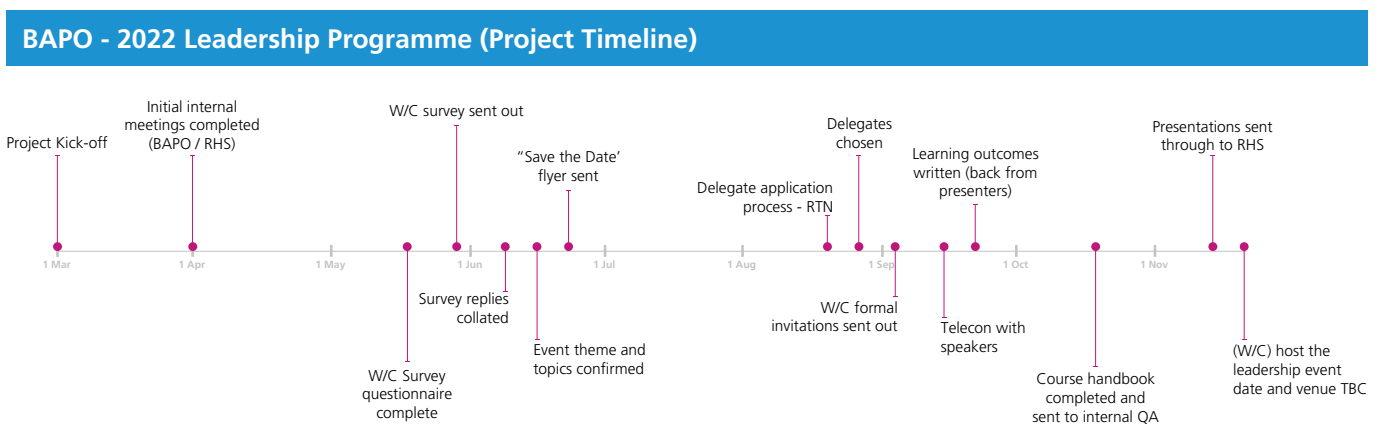 BAPO - 2022 Leadership Programme (Project Timeline)
Project Kick-off
Initial internal
meetings completed
(BAPO / RHS)
W/C survey sent out
“Save the Date’
flyer sent
Delegate application
process - RTN
Delegates
chosen
Learning outcomes
written (back from
presenters)
Presentations sent
through to RHS
1 Mar
1 Apr
1 May
1 Jun
1 Jul
1 Aug
1 Sep
1 Oct
1 Nov
W/C Survey
questionnaire
complete
Survey replies
collated
Event theme and
topics confirmed
W/C formal
invitations sent out
Telecon with
speakers
Course handbook
completed and
sent to internal QA
(W/C) host the
leadership event
date and venue TBC